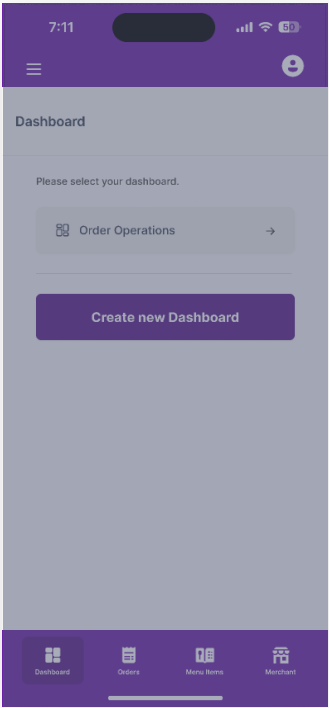 7:11
50
Dashboard
Please select your dashboard.
Order Operations
Create new Dashboard
Dashboard
Orders
Menu Items
Merchant